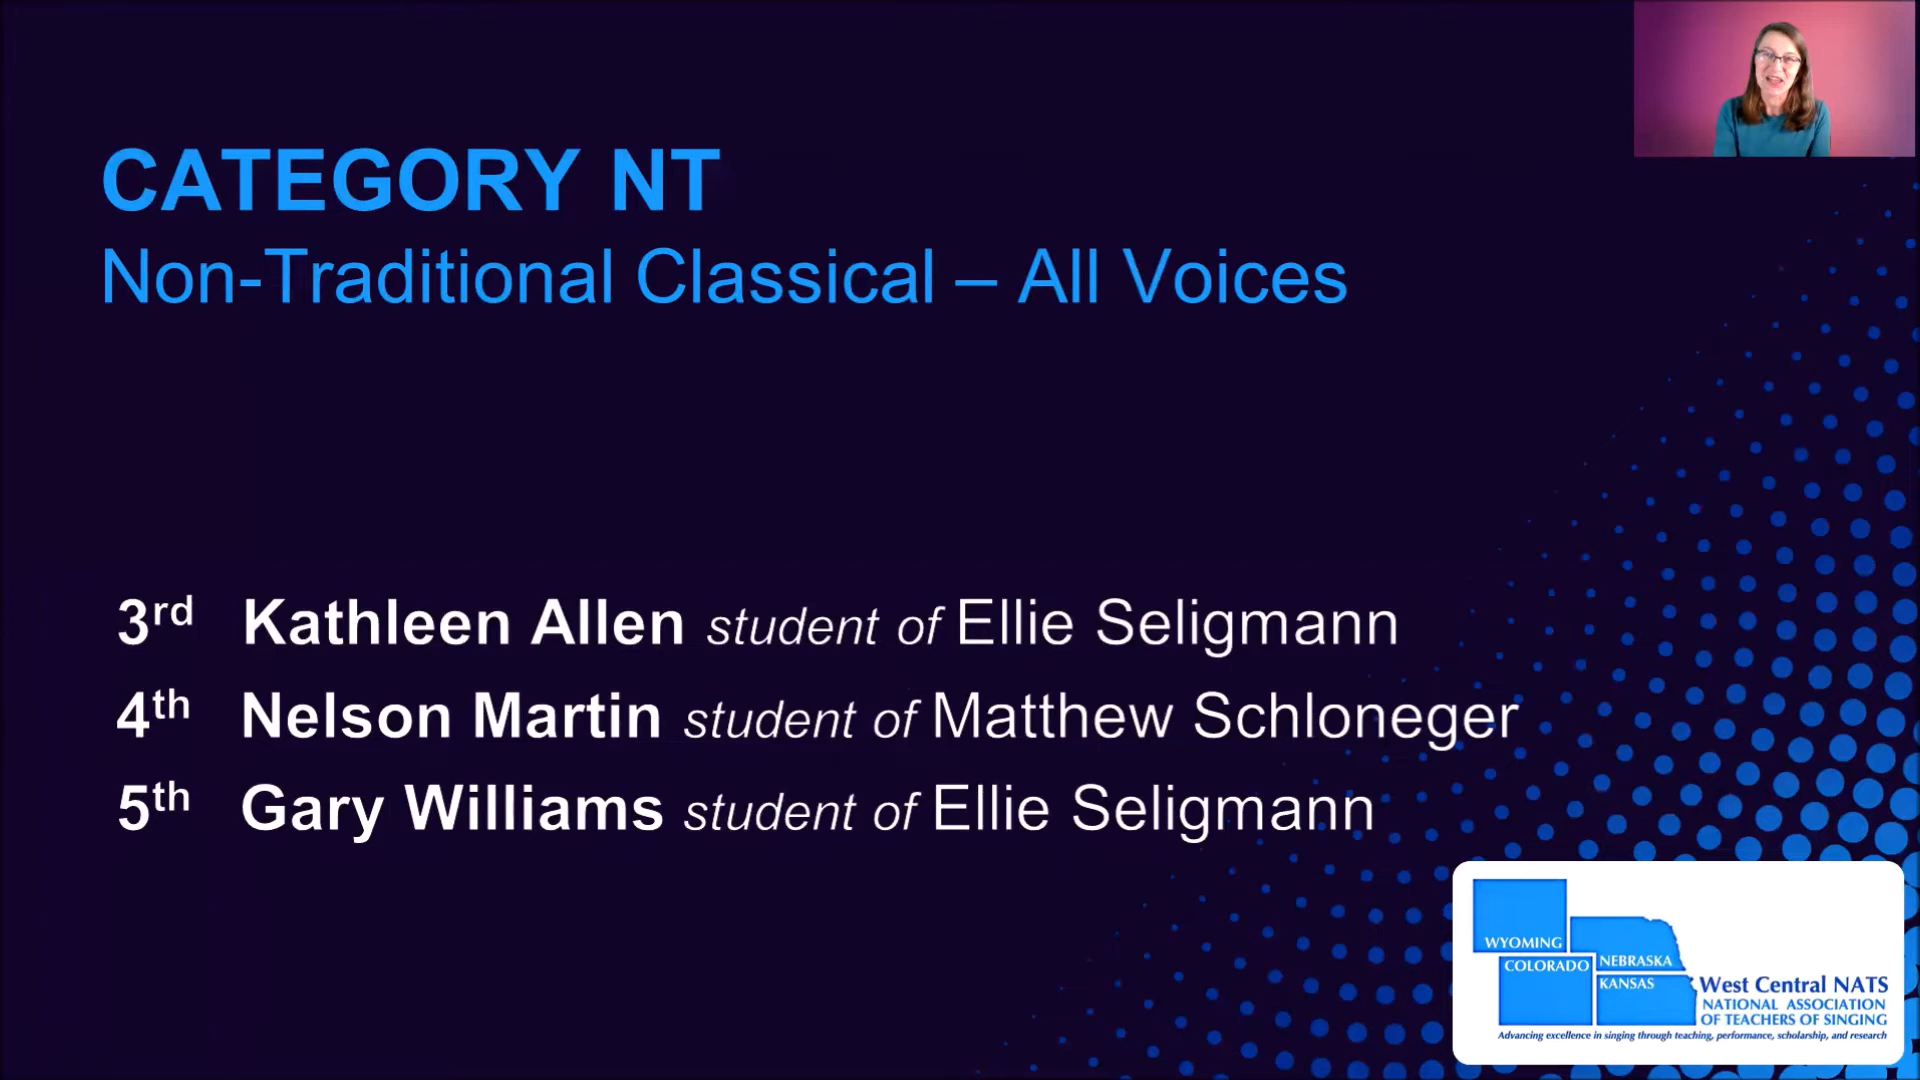 CATEGORY NT
Non-Traditional Classical – All Voices
3rd Kathleen Allen student of Ellie Seligmann
4th Nelson Martin student of Matthew Schloneger
5th Gary Williams student of Ellie Seligmann
WYOMING
NEBRASKA
COLORADO
KANSAS
West Central NATS
NATIONAL ASSOCIATION
OF TEACHERS OF SINGING
Advancing excellence in singing through teaching, performance, scholarship, and research